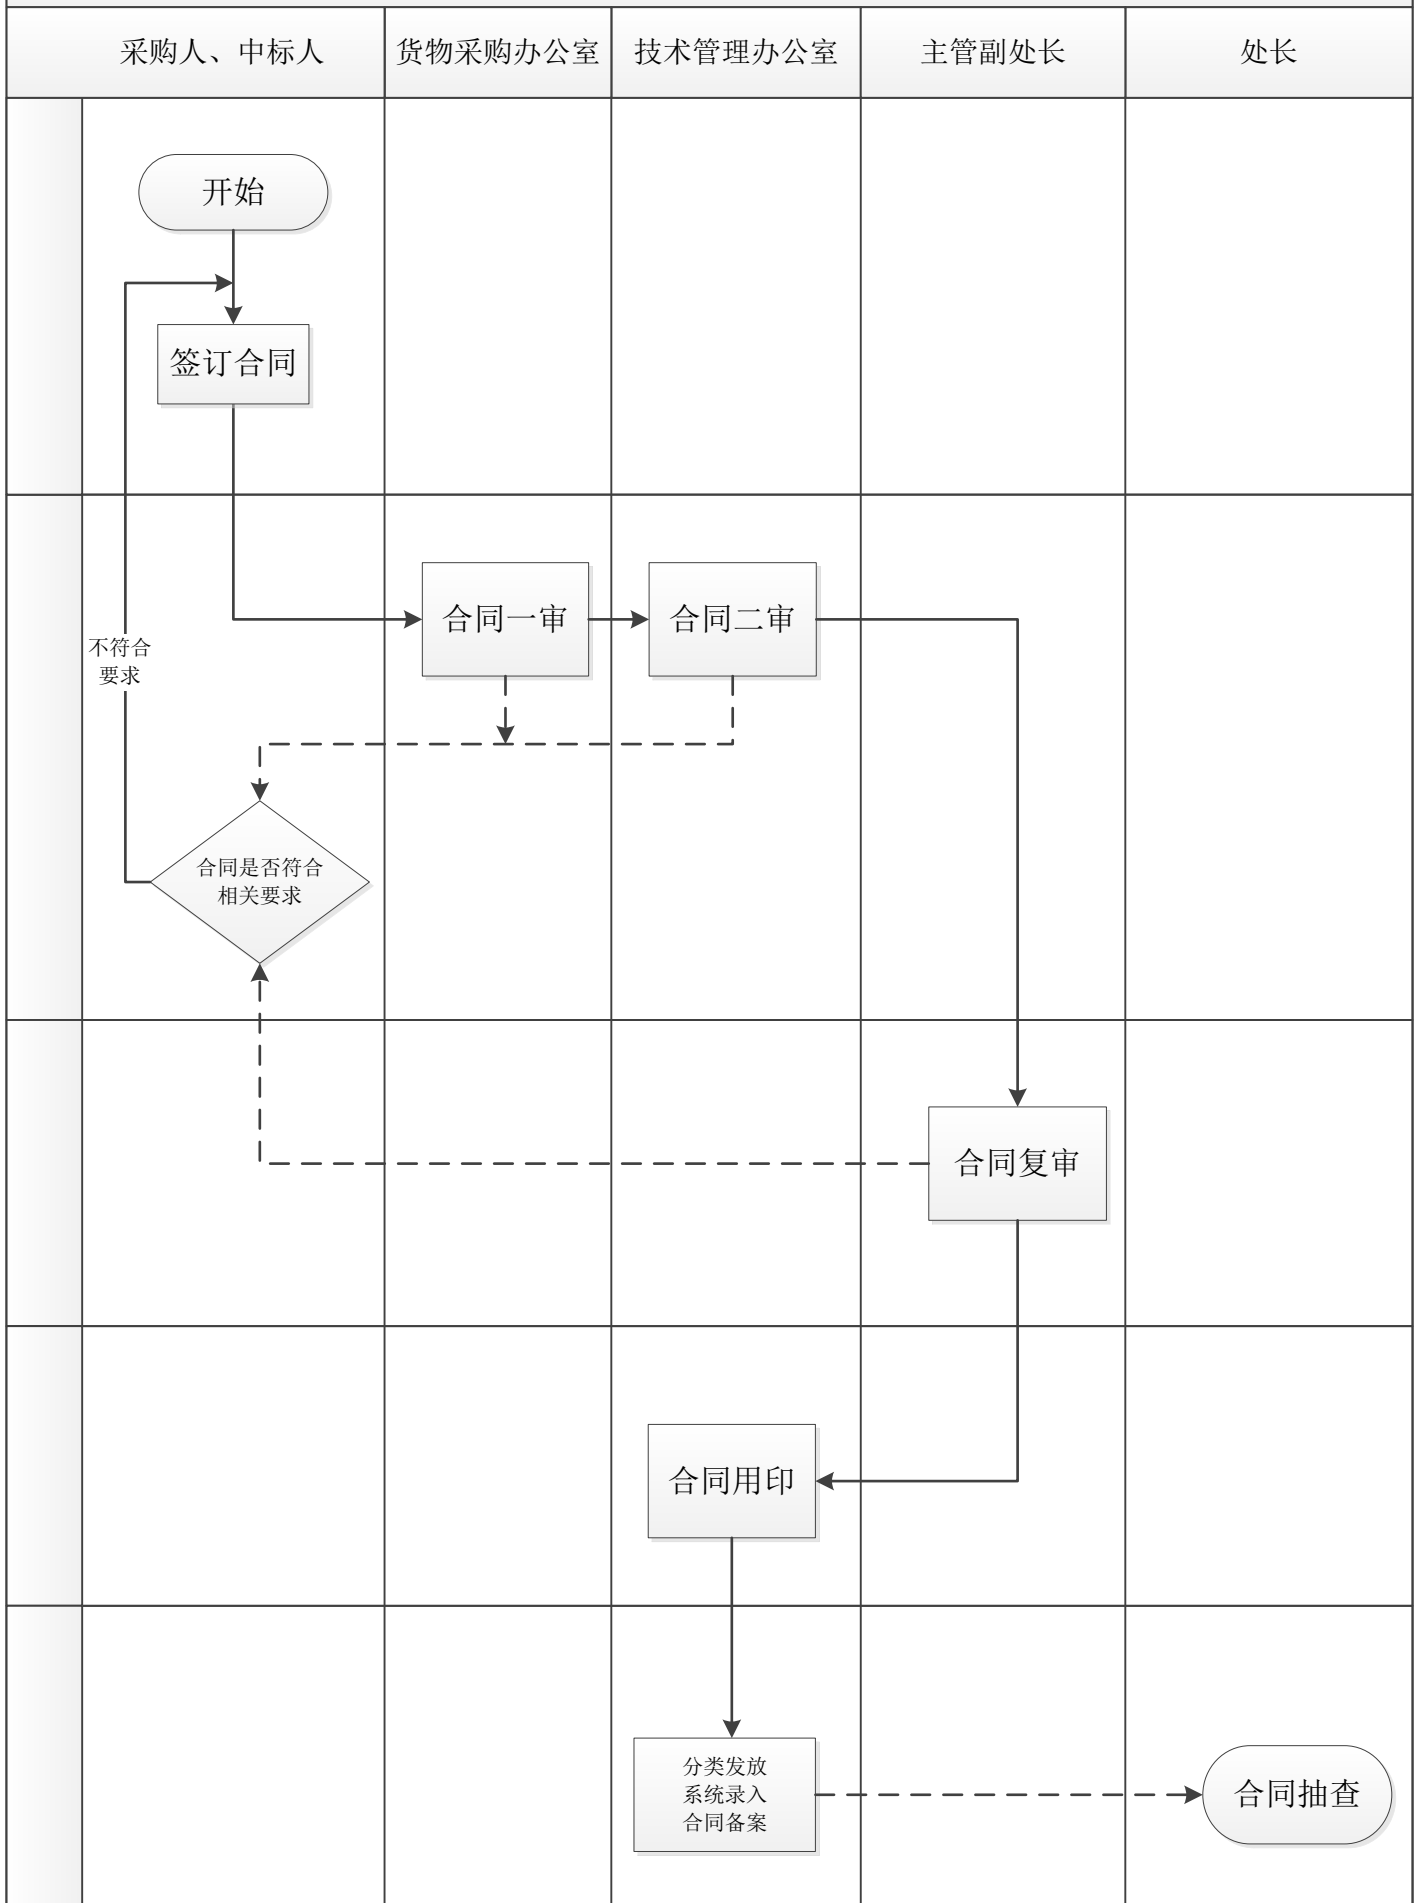 采购人、中标人
货物采购办公室
技术管理办公室
主管副处长
处长
开始
签订合同
合同一审
合同二审
不符合
要求
合同是否符合
相关要求
合同复审
合同用印
分类发放
系统录入
合同备案
合同抽查